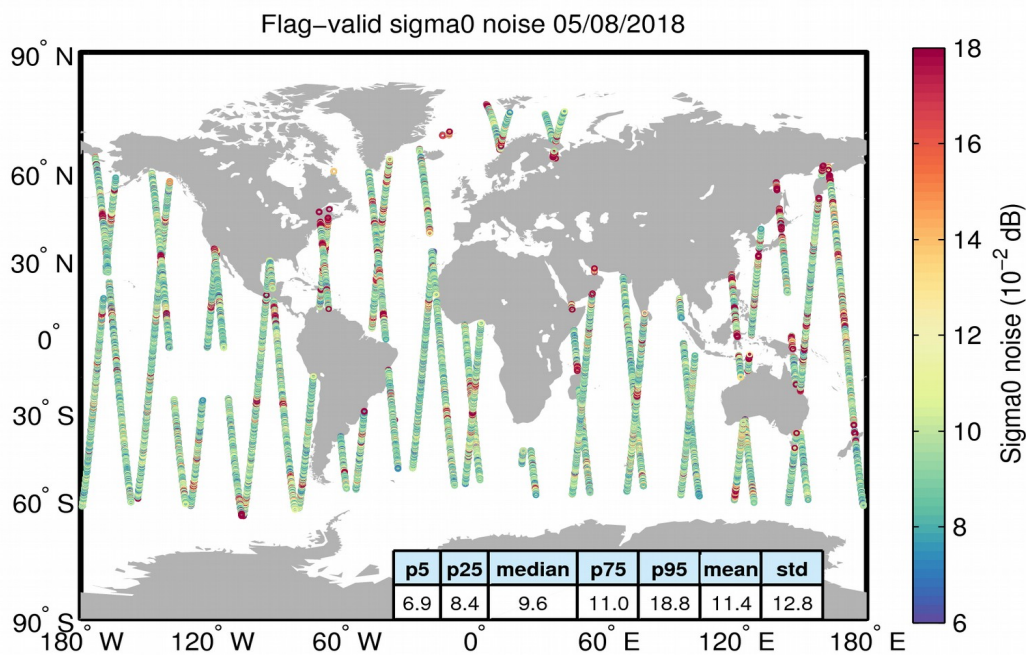 Flag−valid sigma0 noise 05/08/2018
90° N
60° N
30° N
0°
30° S
60° S
90° S
180° W 120° W 60° W 0° 60° E 120° E 180° E
p5 p25 median p75 p95 mean std
6.9 8.4 9.6 11.0 18.8 11.4 12.8
18
16
14
12
10
8
6
Sigma0 noise (10⁻² dB)